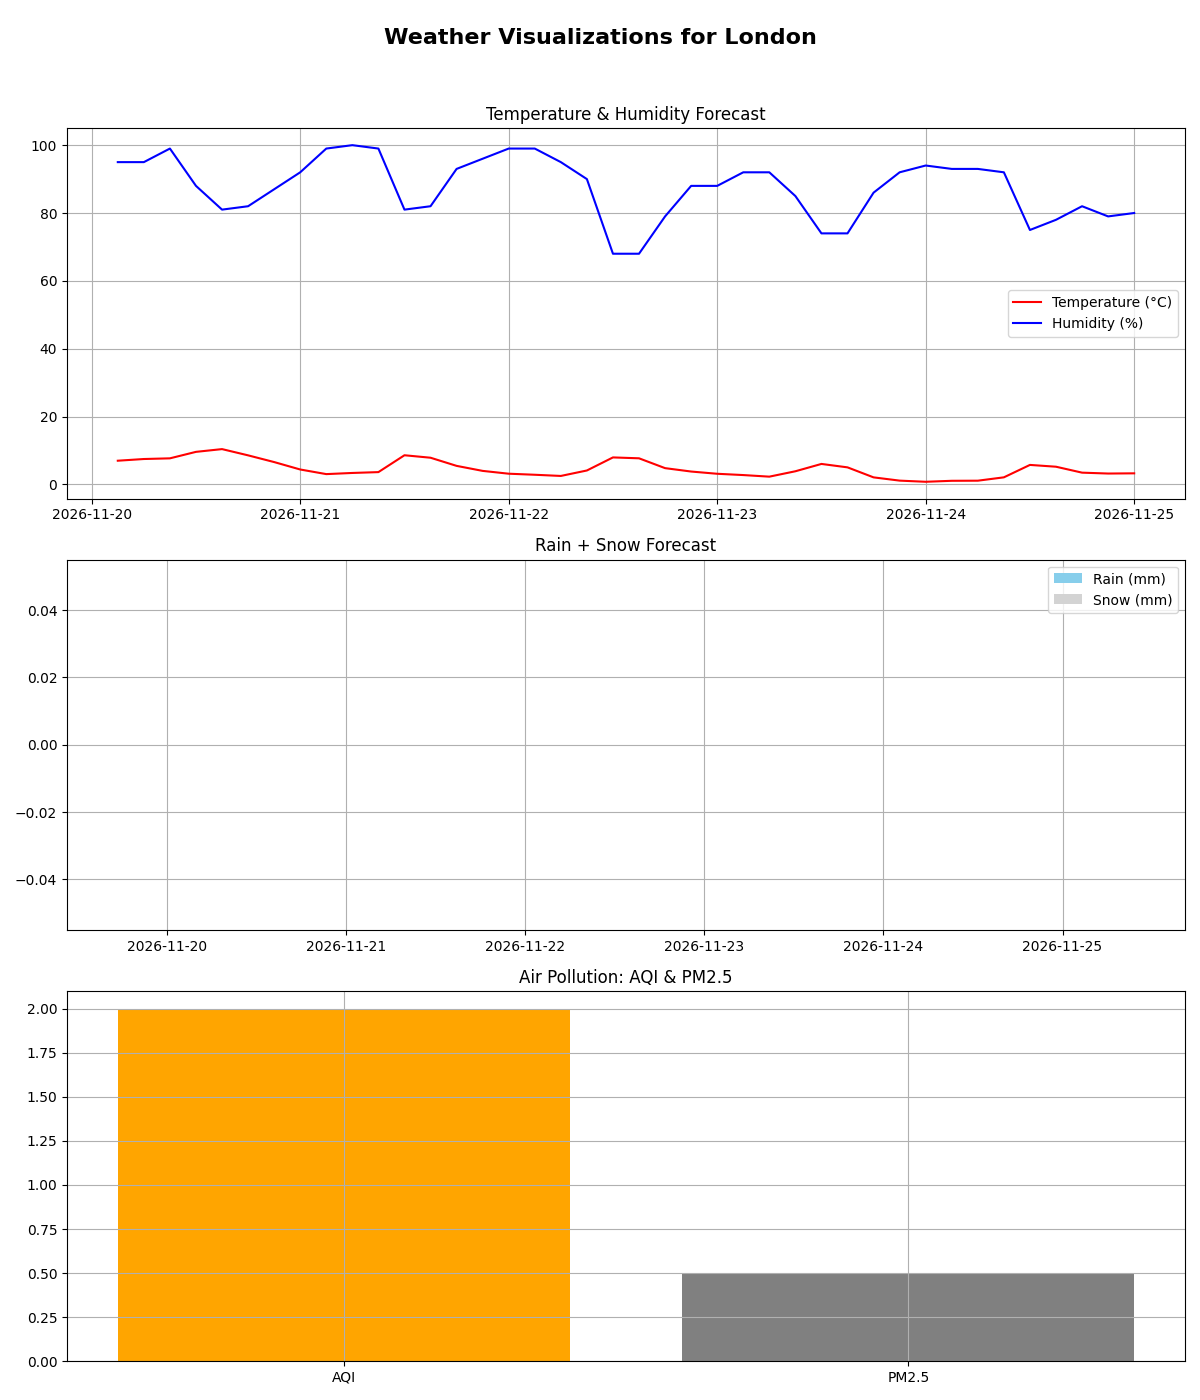 Weather Visualizations for London
Temperature & Humidity Forecast
100
80
60
40
20
0
Temperature (°C)
Humidity (%)
2026-11-20 2026-11-21 2026-11-22 2026-11-23 2026-11-24 2026-11-25
Rain + Snow Forecast
Rain (mm)
Snow (mm)
0.04
0.02
0.00
−0.02
−0.04
2026-11-20 2026-11-21 2026-11-22 2026-11-23 2026-11-24 2026-11-25
Air Pollution: AQI & PM2.5
2.00
1.75
1.50
1.25
1.00
0.75
0.50
0.25
0.00
AQI PM2.5